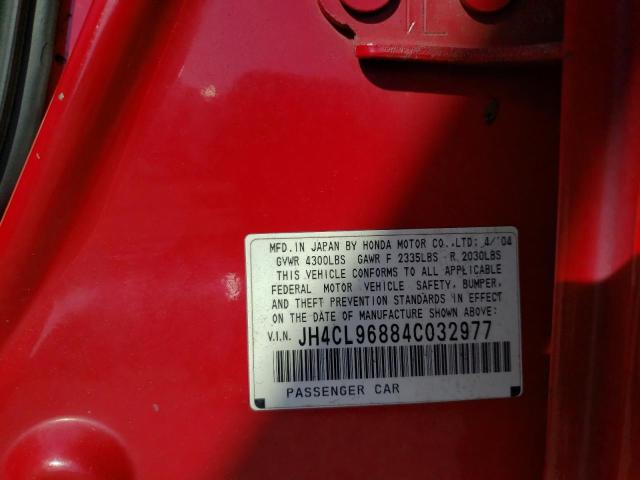 MFD. IN JAPAN BY HONDA MOTOR CO., LTD: 4/'04
GVWR 4300LBS GAWR F 2335LBS R 2030LBS
THIS VEHICLE CONFORMS TO ALL APPLICABLE
FEDERAL MOTOR VEHICLE SAFETY, BUMPER,
AND THEFT PREVENTION STANDARDS IN EFFECT
ON THE DATE OF MANUFACTURE SHOWN ABOVE:
V.I.N. JH4CL96884C032977
PASSENGER CAR